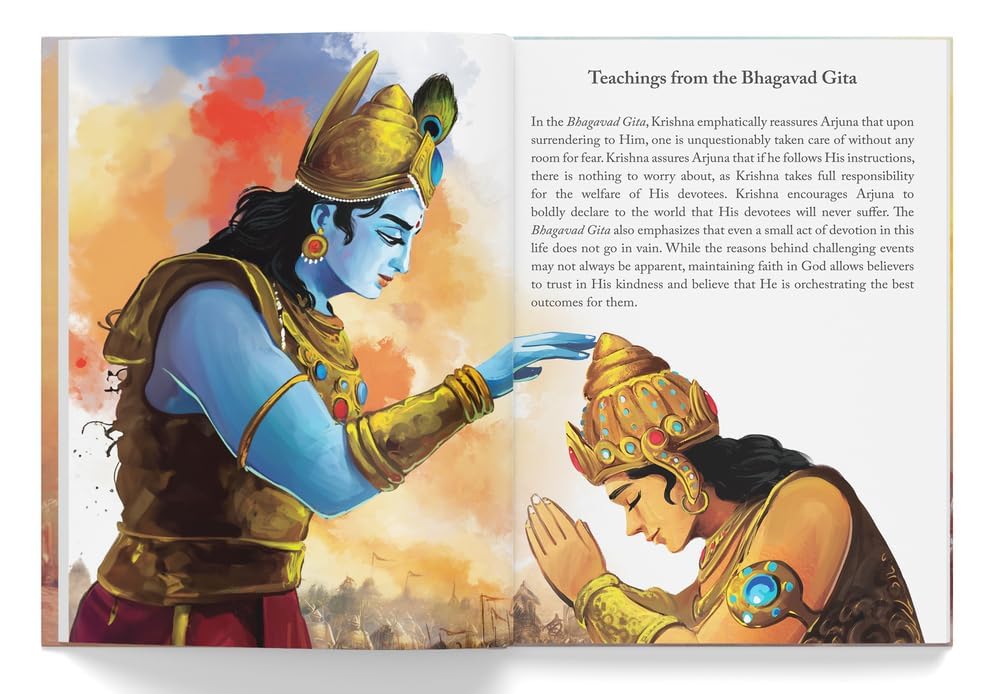 Teachings from the Bhagavad Gita
In the Bhagavad Gita, Krishna emphatically reassures Arjuna that upon
surrendering to Him, one is unquestionably taken care of without any
room for fear. Krishna assures Arjuna that if he follows His instructions,
there is nothing to worry about, as Krishna takes full responsibility
for the welfare of His devotees. Krishna encourages Arjuna to
boldly declare to the world that His devotees will never suffer. The
Bhagavad Gita also emphasizes that even a small act of devotion in this
life does not go in vain. While the reasons behind challenging events
may not always be apparent, maintaining faith in God allows believers
to trust in His kindness and believe that He is orchestrating the best
outcomes for them.